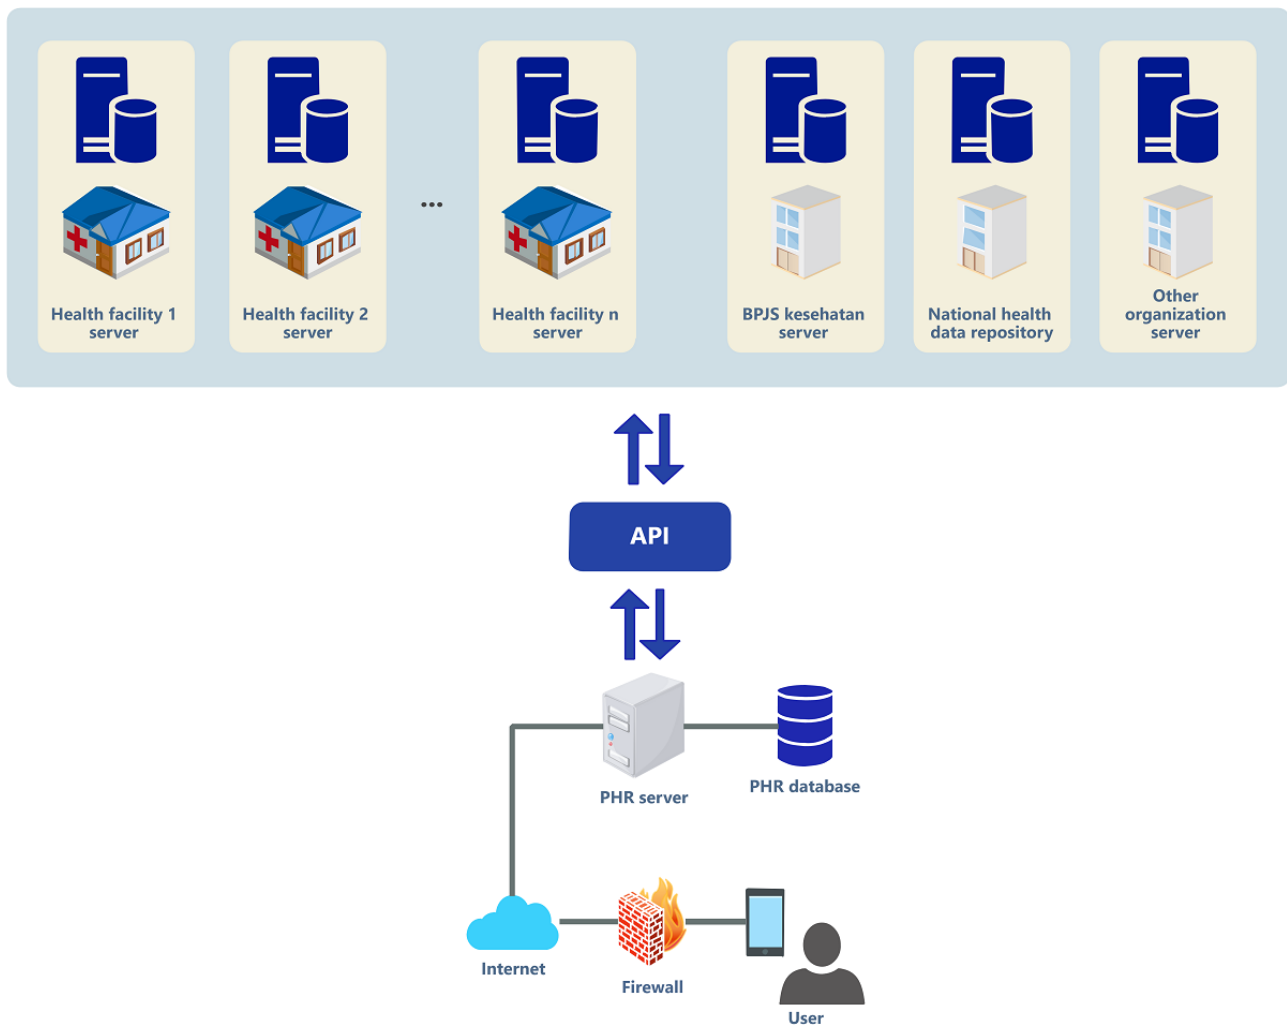 Health facility 1
server
Health facility 2
server
...
Health facility n
server
BPJS kesehatan
server
National health
data repository
Other
organization
server
API
PHR server
PHR database
Internet
Firewall
User